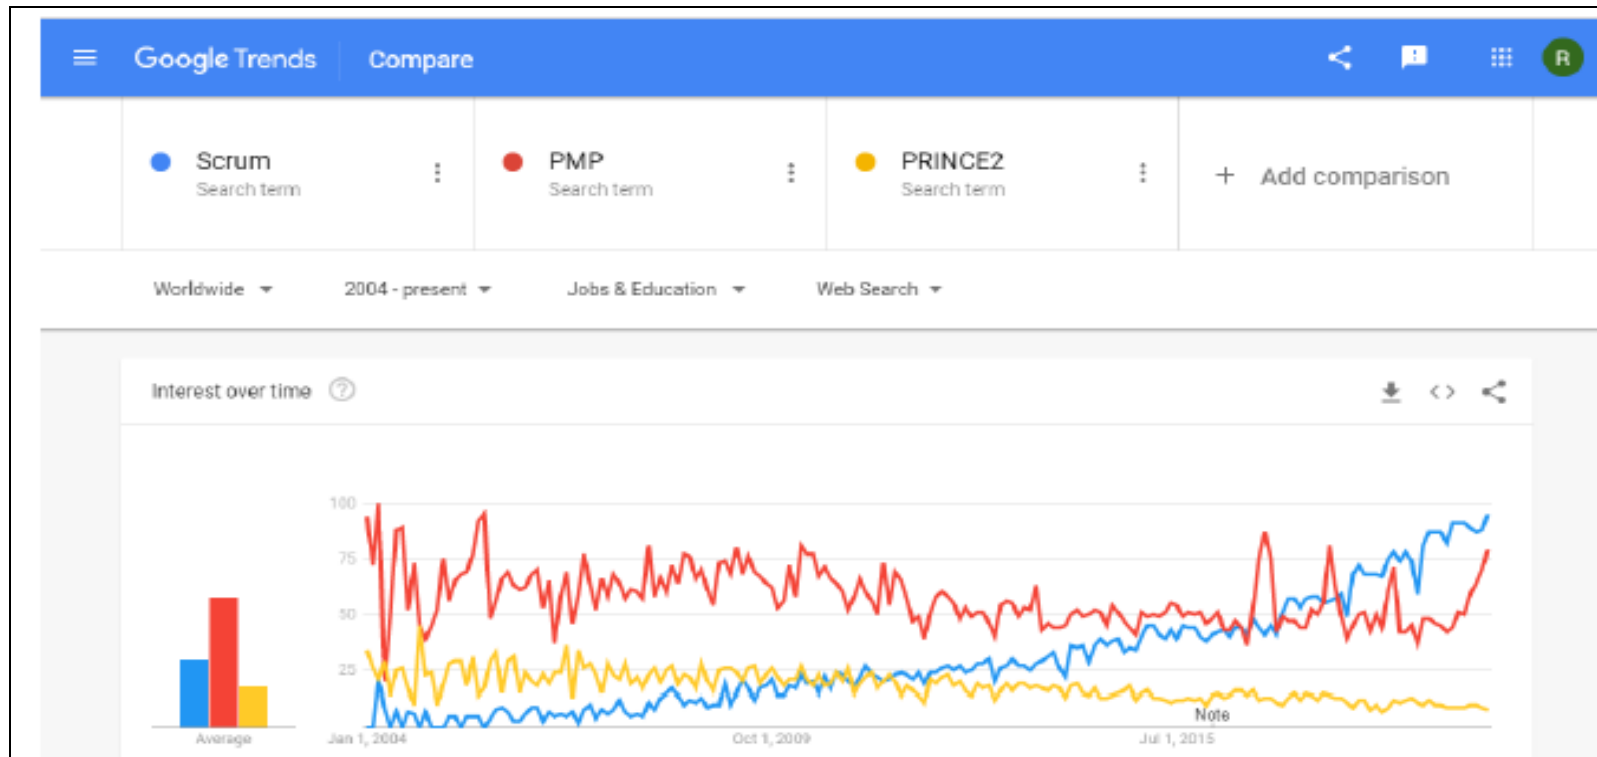 Google Trends Compare R
Scrum PMP PRINCE2
Search term Search term Search term
+ Add comparison
Worldwide 2004 - present Jobs & Education Web Search
Interest over time ?
100
75
50
25
Note
Average Jan 1, 2004 Oct 1, 2009 Jul 1, 2015